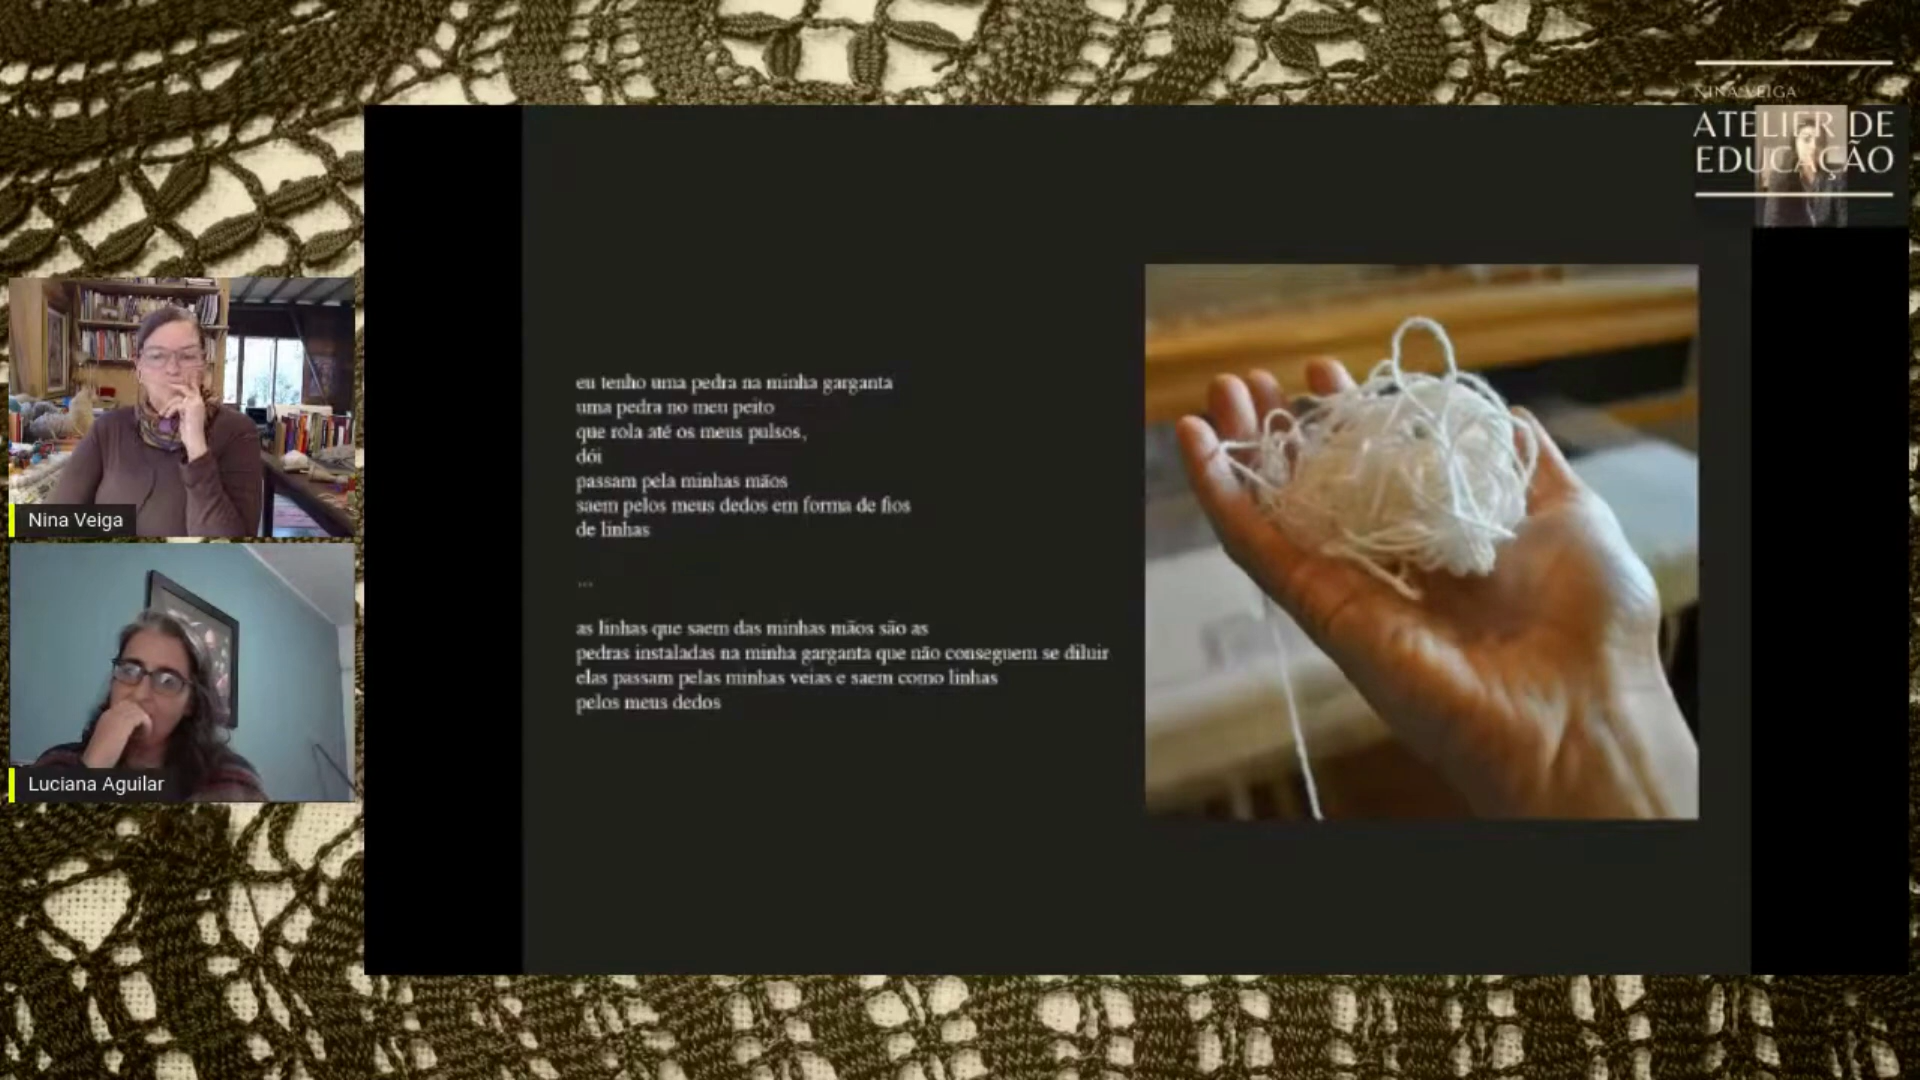 NINA VEIGA
ATELIER DE
EDUCAÇÃO
eu tenho uma pedra na minha garganta
uma pedra no meu peito
que rola até os meus pulsos,
dói
passam pela minhas mãos
saem pelos meus dedos em forma de fios
de linhas
...
as linhas que saem das minhas mãos são as
pedras instaladas na minha garganta que não conseguem se diluir
elas passam pelas minhas veias e saem como linhas
pelos meus dedos
Nina Veiga
Luciana Aguilar